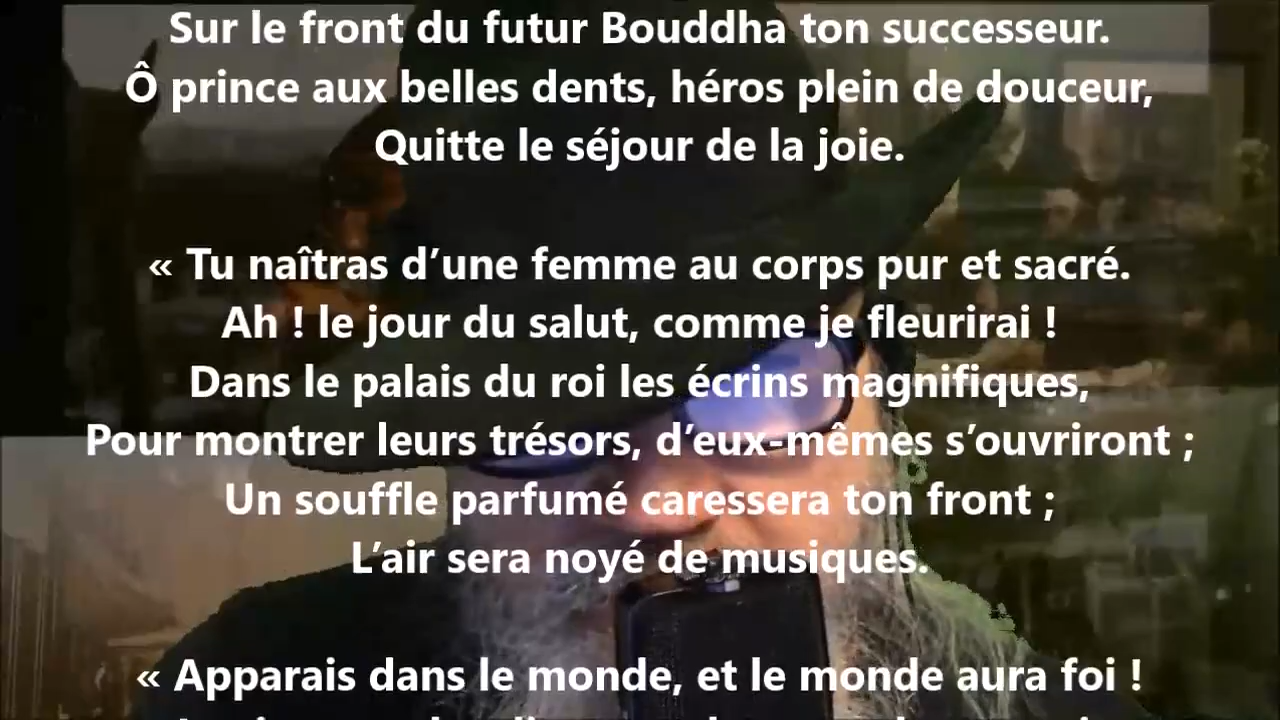 Sur le front du futur Bouddha ton successeur.
Ô prince aux belles dents, héros plein de douceur,
Quitte le séjour de la joie.
« Tu naîtras d’une femme au corps pur et sacré.
Ah ! le jour du salut, comme je fleurirai !
Dans le palais du roi les écrins magnifiques,
Pour montrer leurs trésors, d’eux-mêmes s’ouvriront ;
Un souffle parfumé caressera ton front ;
L’air sera noyé de musiques.
« Apparais dans le monde, et le monde aura foi !